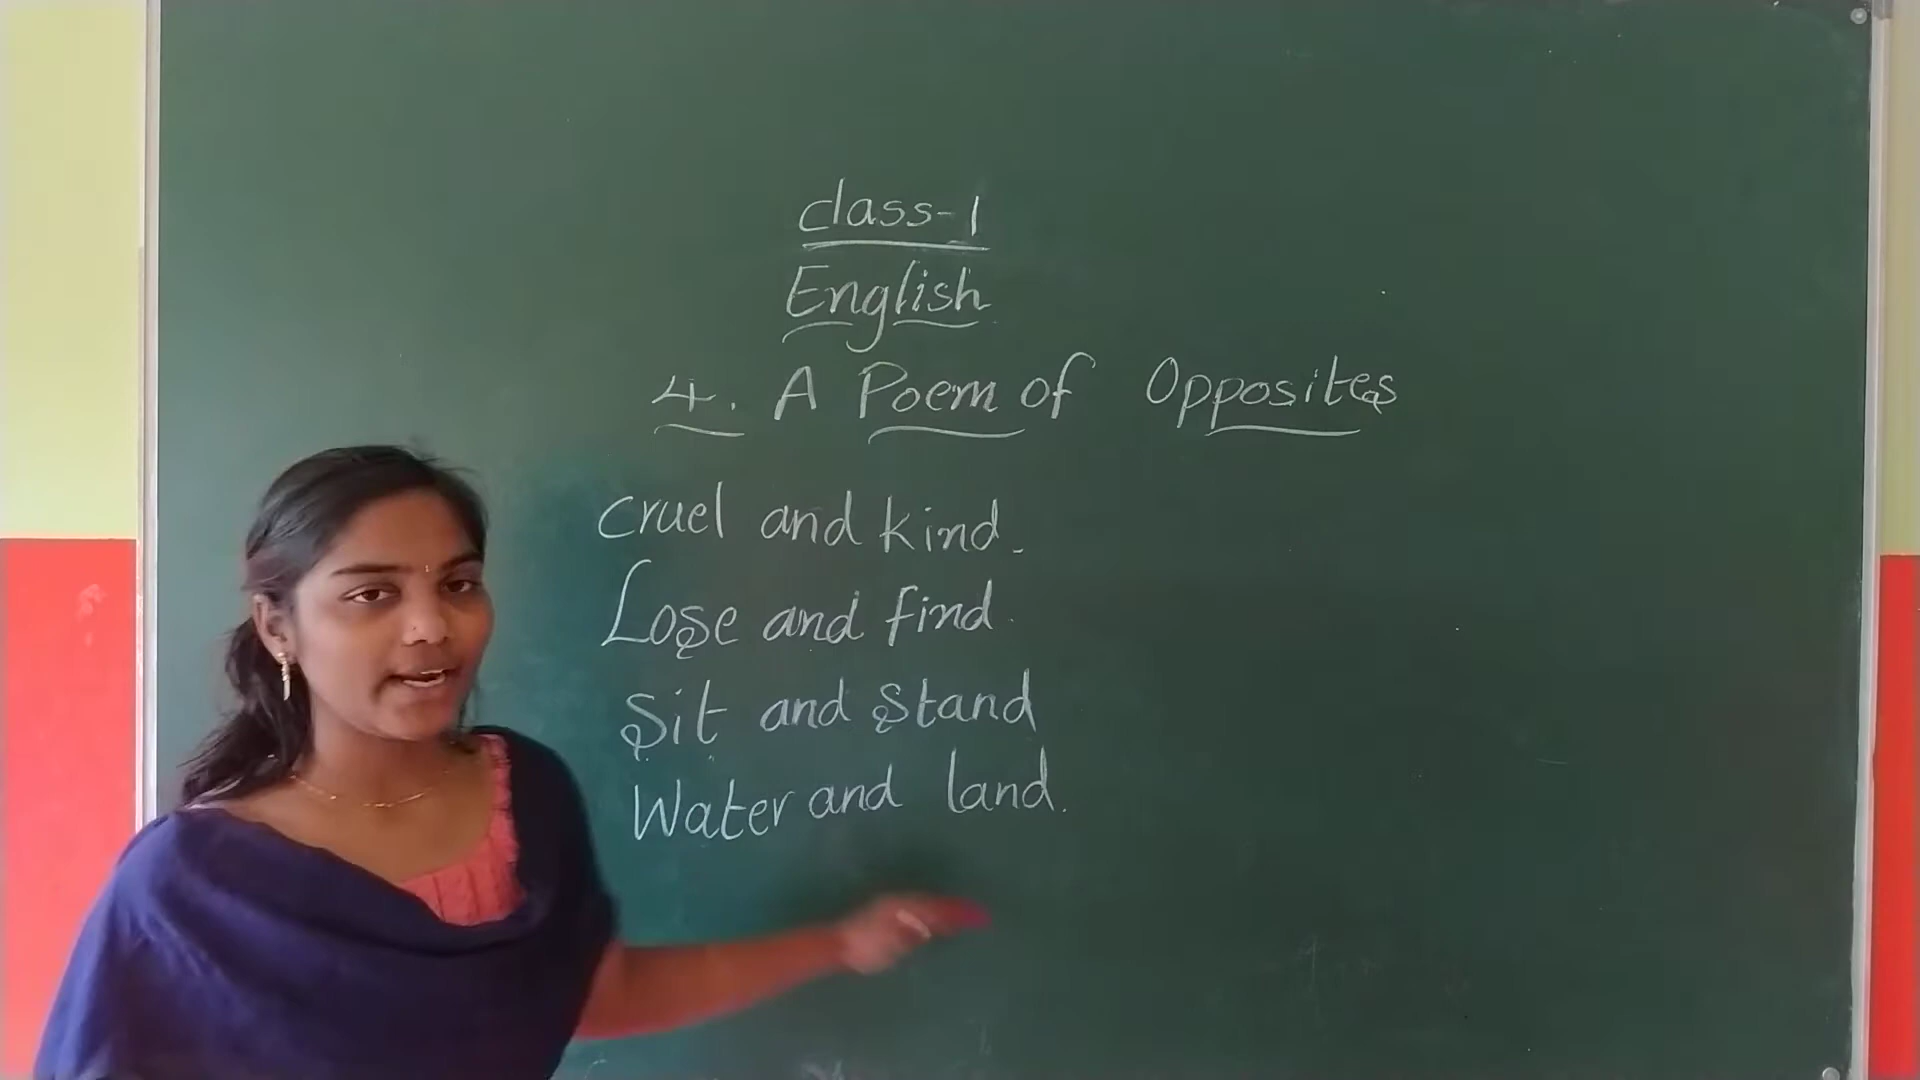 class-1
English
4. A Poem of Opposites
Cruel and kind.
Lose and find.
Sit and Stand
Water and land.